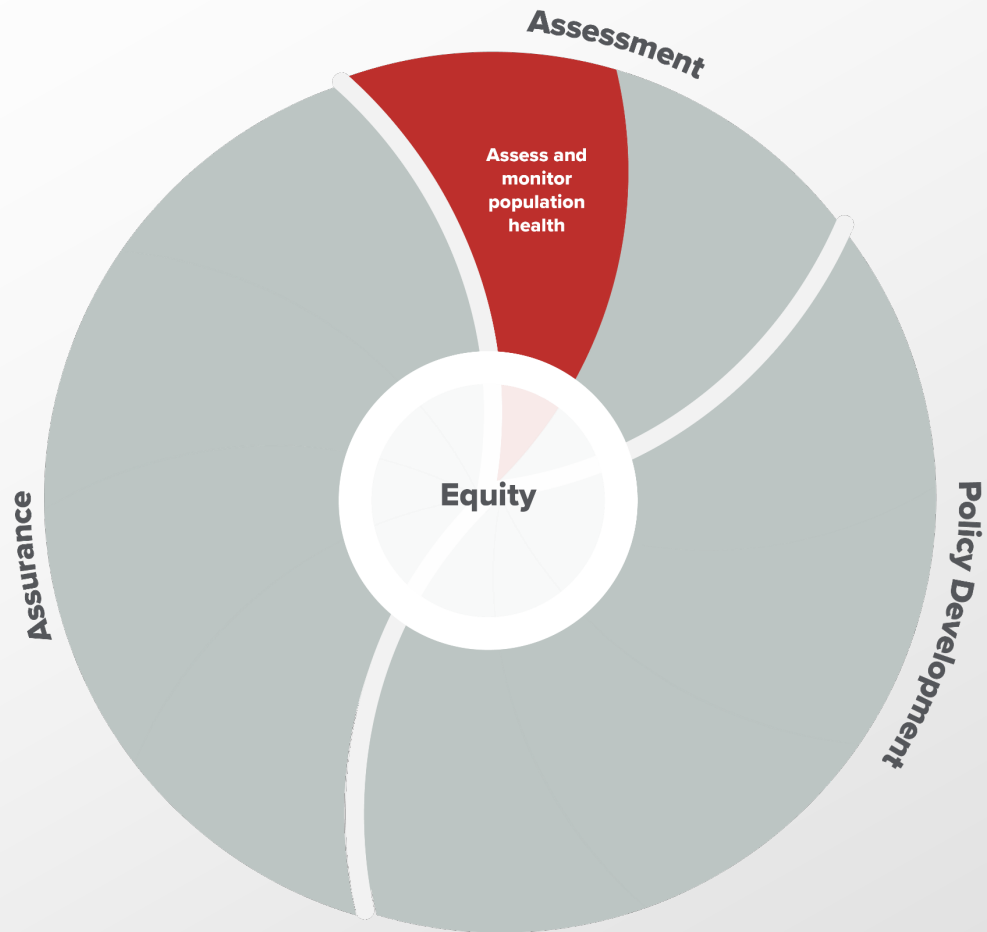 Assessment
Assess and
monitor
population
health
Equity
Assurance
Policy Development